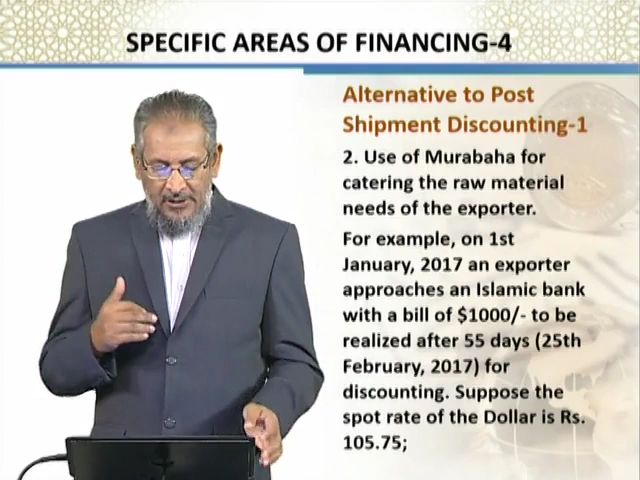 SPECIFIC AREAS OF FINANCING-4
Alternative to Post
Shipment Discounting-1
2. Use of Murabaha for
catering the raw material
needs of the exporter.
For example, on 1st
January, 2017 an exporter
approaches an Islamic bank
with a bill of $1000/- to be
realized after 55 days (25th
February, 2017) for
discounting. Suppose the
spot rate of the Dollar is Rs.
105.75;